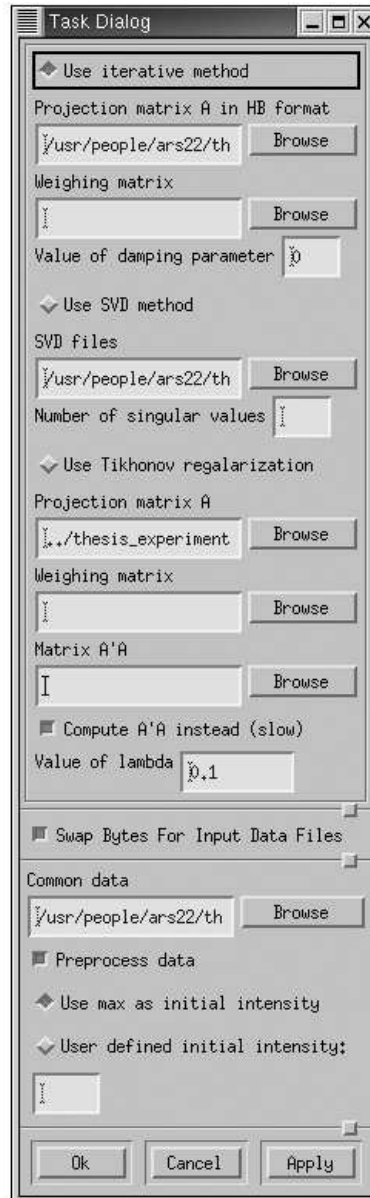 Task Dialog
Use iterative method
Projection matrix A in HB format
/usr/people/ars22/th Browse
Weighing matrix
Browse
Value of damping parameter 0
Use SVD method
SVD files
/usr/people/ars22/th Browse
Number of singular values
Use Tikhonov regalarization
Projection matrix A
../thesis_experiment Browse
Weighing matrix
Browse
Matrix A'A
Browse
Compute A'A instead (slow)
Value of lambda 0.1
Swap Bytes For Input Data Files
Common data
/usr/people/ars22/th Browse
Preprocess data
Use max as initial intensity
User defined initial intensity:
Ok Cancel Apply